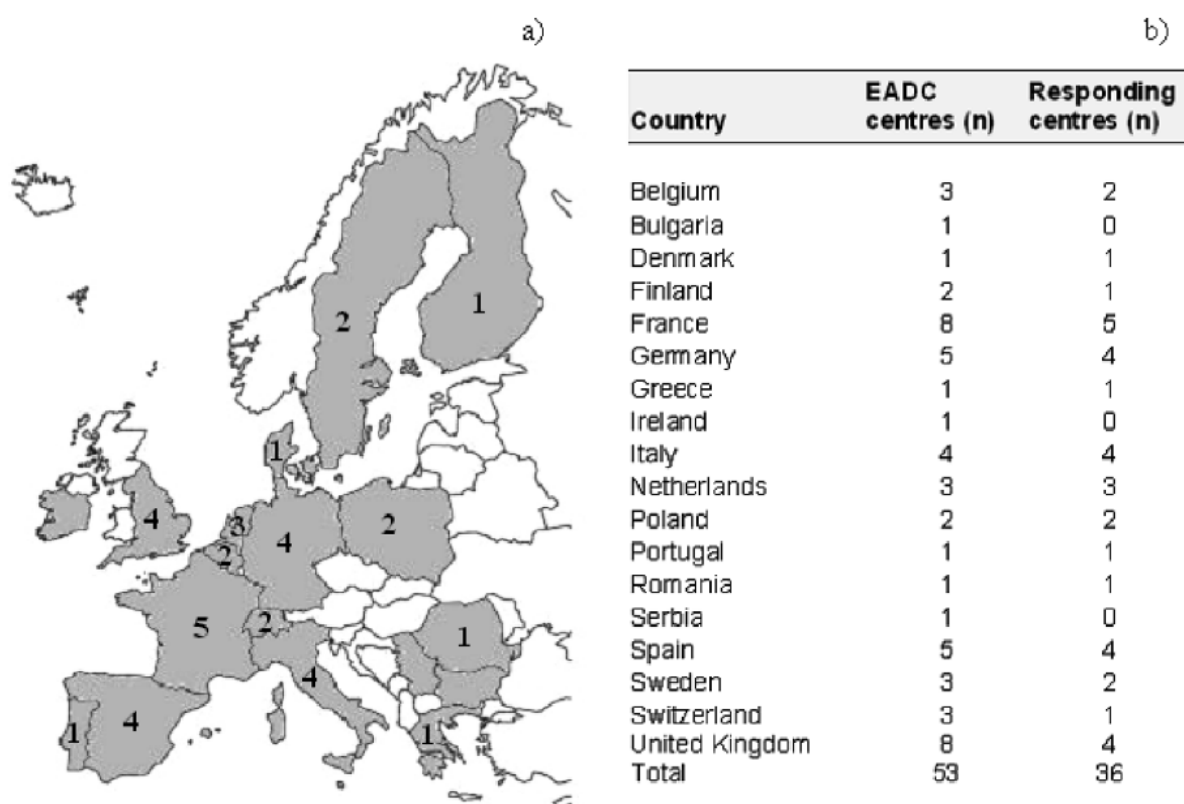 a)
2
1
1
4
3
2
4
2
5
2
1
4
1
4
1
b)
Country EADC centres (n) Responding centres (n)
Belgium 3 2
Bulgaria 1 0
Denmark 1 1
Finland 2 1
France 8 5
Germany 5 4
Greece 1 1
Ireland 1 0
Italy 4 4
Netherlands 3 3
Poland 2 2
Portugal 1 1
Romania 1 1
Serbia 1 0
Spain 5 4
Sweden 3 2
Switzerland 3 1
United Kingdom 8 4
Total 53 36